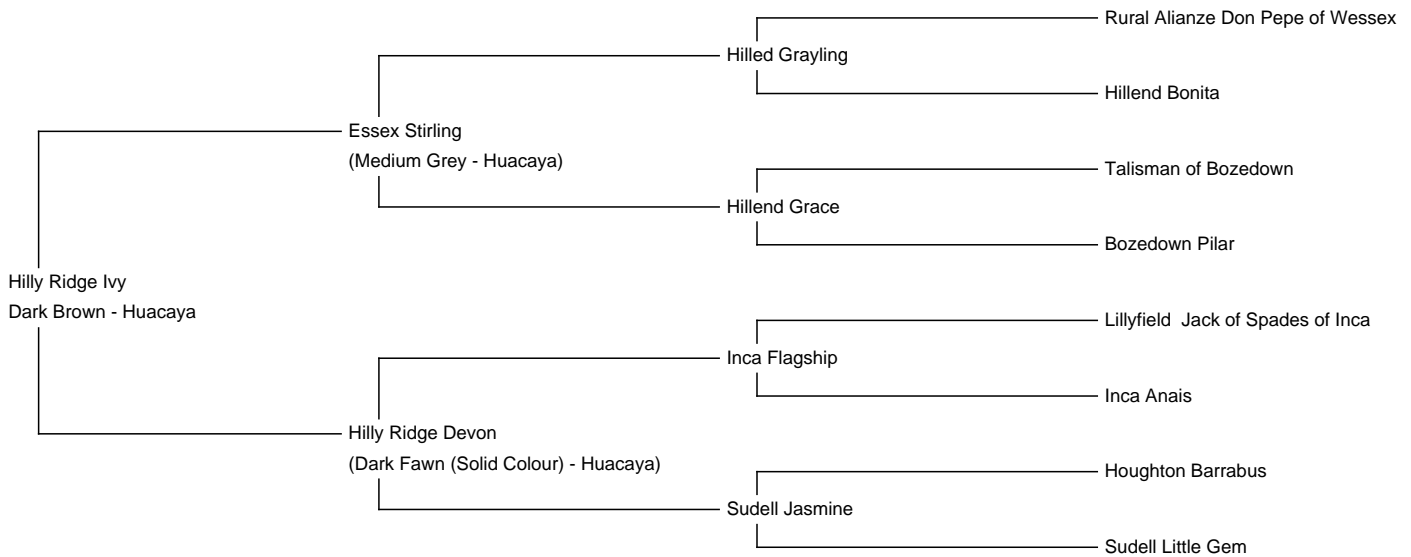 Rural Alianze Don Pepe of Wessex
Hilled Grayling
Hillend Bonita
Essex Stirling
(Medium Grey - Huacaya)
Talisman of Bozedown
Hillend Grace
Bozedown Pilar
Hilly Ridge Ivy
Dark Brown - Huacaya
Lillyfield  Jack of Spades of Inca
Inca Flagship
Inca Anais
Hilly Ridge Devon
(Dark Fawn (Solid Colour) - Huacaya)
Houghton Barrabus
Sudell Jasmine
Sudell Little Gem